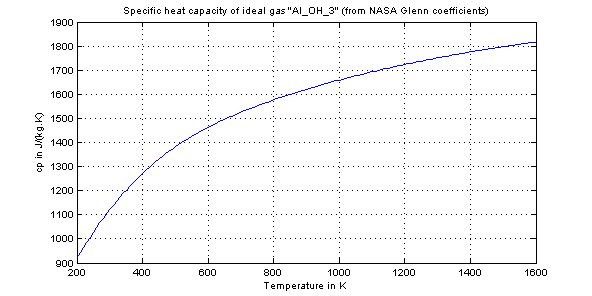 Specific heat capacity of ideal gas "Al_OH_3" (from NASA Glenn coefficients)
1900
1800
1700
1600
1500
1400
1300
1200
1100
1000
900
cp in J/(kg.K)
200 400 600 800 1000 1200 1400 1600
Temperature in K